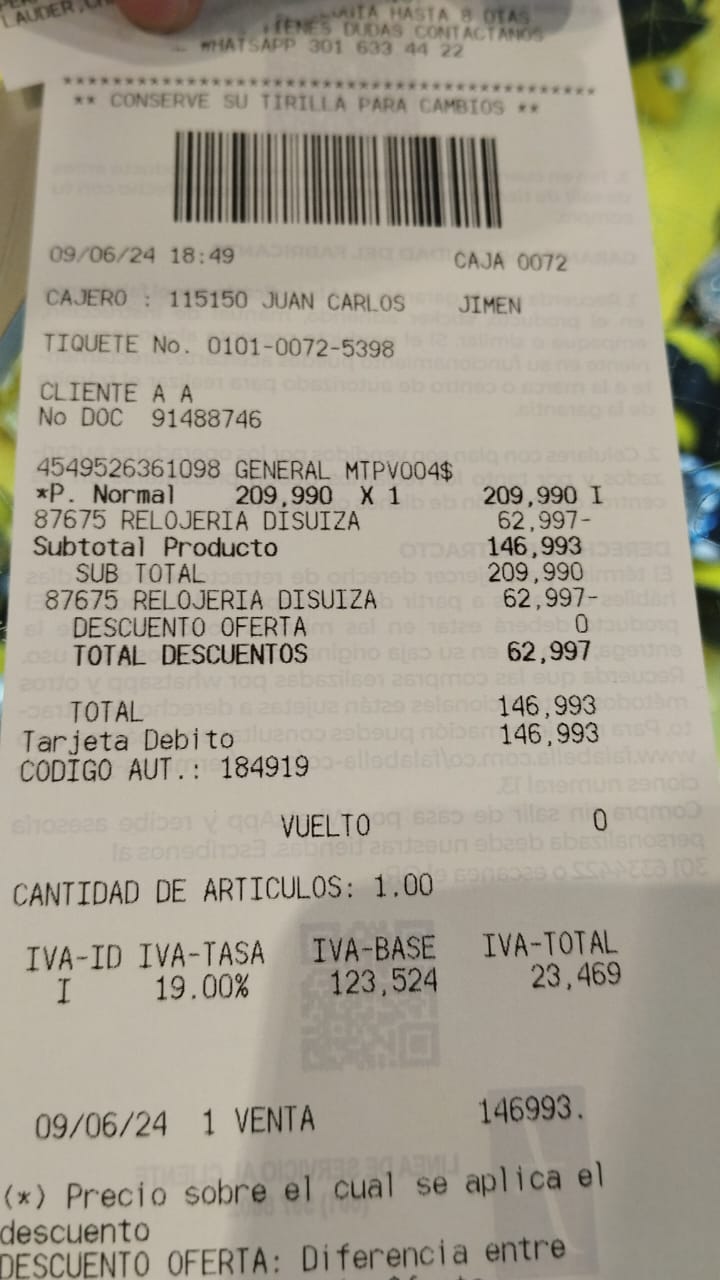 LAUDER,
HASTA 8 DIAS
TIENES DUDAS CONTACTANOS
WHATSAPP 301 633 44 22
** CONSERVE SU TIRILLA PARA CAMBIOS **
09/06/24 18:49 CAJA 0072
CAJERO : 115150 JUAN CARLOS JIMEN
TIQUETE No. 0101-0072-5398
CLIENTE A A
No DOC 91488746
4549526361098 GENERAL MTPV004$
*P. Normal 209,990 X 1 209,990 I
87675 RELOJERIA DISUIZA 62,997-
Subtotal Producto 146,993
SUB TOTAL 209,990
87675 RELOJERIA DISUIZA 62,997-
DESCUENTO OFERTA 0
TOTAL DESCUENTOS 62,997
TOTAL 146,993
Tarjeta Debito 146,993
CODIGO AUT.: 184919
VUELTO 0
CANTIDAD DE ARTICULOS: 1.00
IVA-ID IVA-TASA IVA-BASE IVA-TOTAL
I 19.00% 123,524 23,469
09/06/24 1 VENTA 146993.
(*) Precio sobre el cual se aplica el
descuento
DESCUENTO OFERTA: Diferencia entre